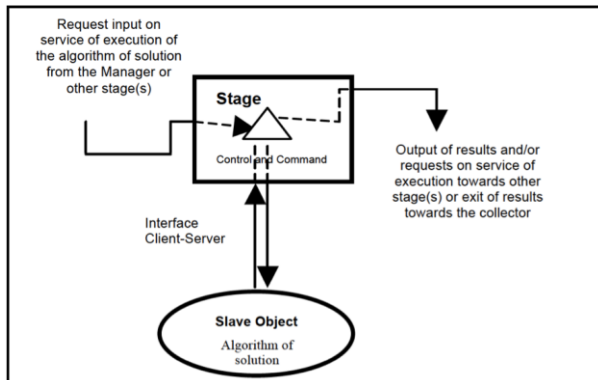 Request input on
service of execution of
the algorithm of solution
from the Manager or
other stage(s)
Stage
Control and Command
Output of results and/or
requests on service of
execution towards other
stage(s) or exit of results
towards the collector
Interface
Client-Server
Slave Object
Algorithm of
solution